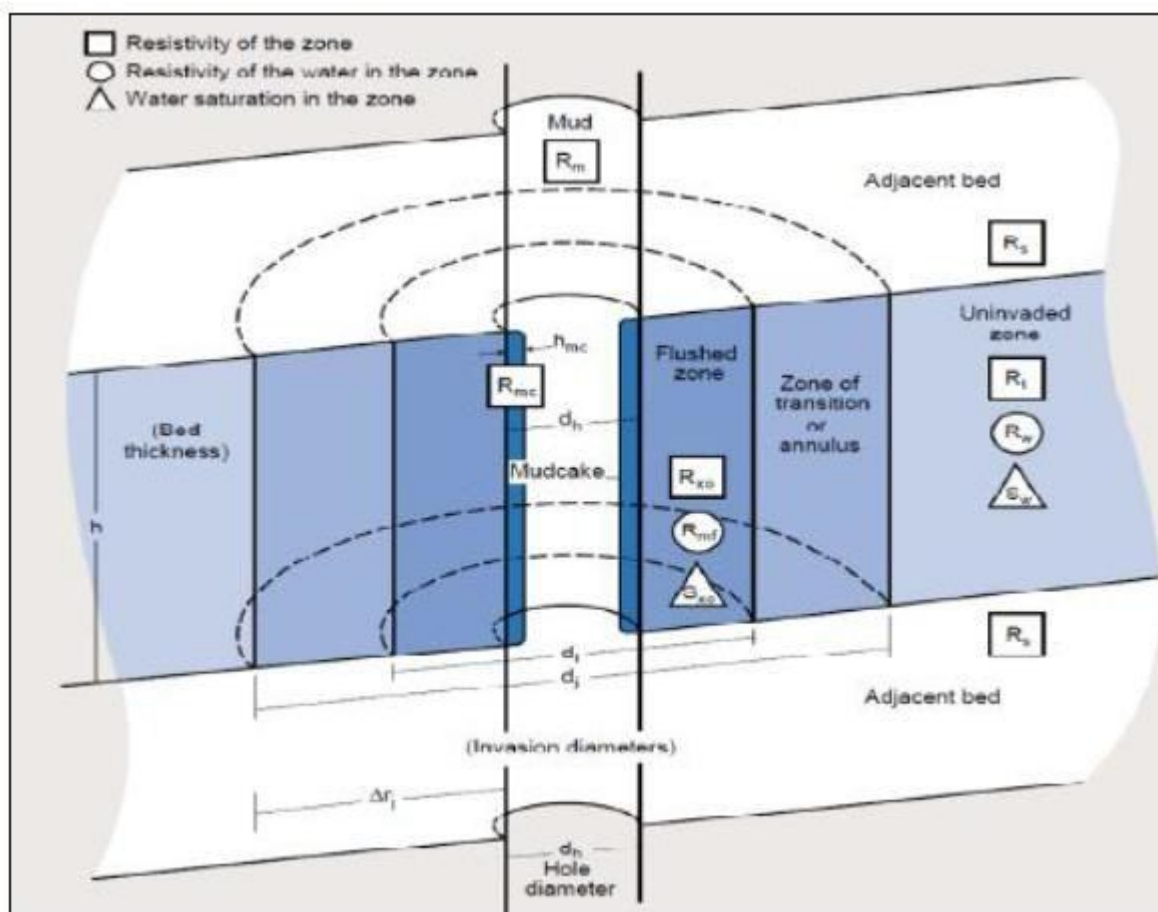 Resistivity of the zone
Resistivity of the water in the zone
Water saturation in the zone
Mud
Rm
Adjacent bed
Rs
Uninvaded
zone
Rt
Rw
Sw
hmc
Rmc
dh
Mudcake
Flushed
zone
Rxo
Rmf
Sxo
Zone of
transition
or
annulus
(Bed
thickness)
h
di
dj
Rs
Adjacent bed
(Invasion diameters)
Δrj
dh
Hole
diameter